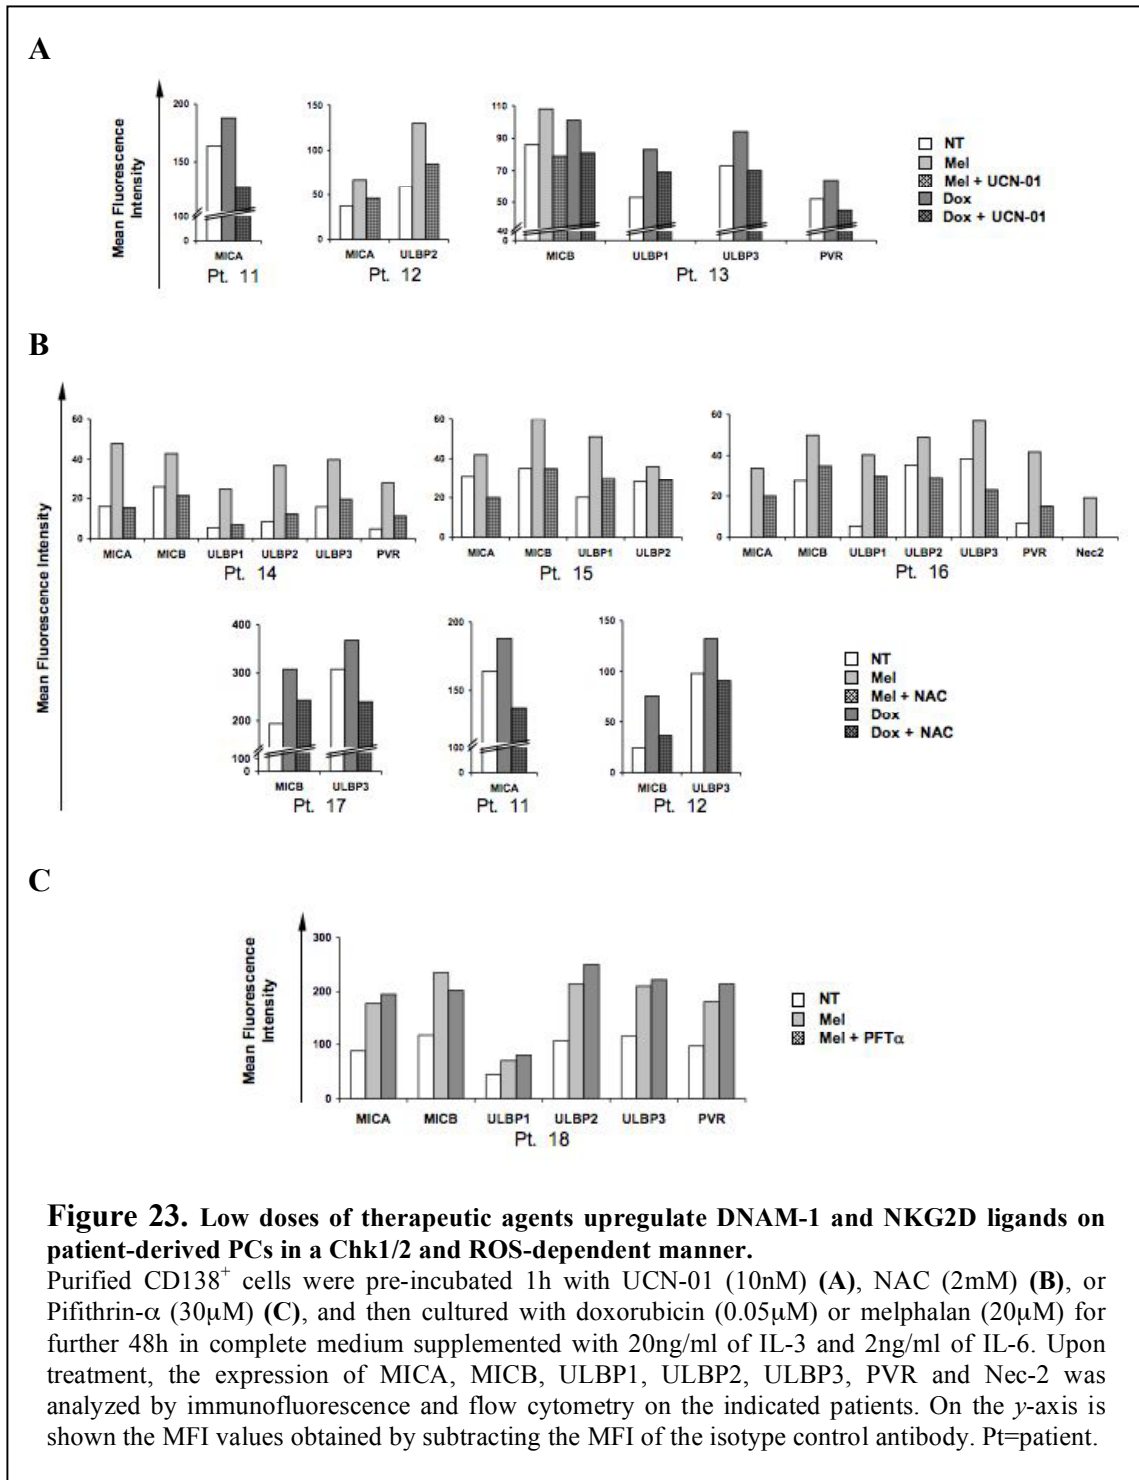 A
Mean Fluorescence
Intensity
200
150
100
0
MICA
Pt. 11
150
100
50
0
MICA ULBP2
Pt. 12
110
90
70
50
40
0
MICB ULBP1 ULBP3 PVR
Pt. 13
NT
Mel
Mel + UCN-01
Dox
Dox + UCN-01
B
Mean Fluorescence Intensity
60
40
20
0
MICA MICB ULBP1 ULBP2 ULBP3 PVR
Pt. 14
60
40
20
0
MICA MICB ULBP1 ULBP2
Pt. 15
60
40
20
0
MICA MICB ULBP1 ULBP2 ULBP3 PVR Nec2
Pt. 16
400
300
200
100
0
MICB ULBP3
Pt. 17
200
150
100
0
MICA
Pt. 11
150
100
50
0
MICB ULBP3
Pt. 12
NT
Mel
Mel + NAC
Dox
Dox + NAC
C
Mean Fluorescence
Intensity
300
200
100
0
MICA MICB ULBP1 ULBP2 ULBP3 PVR
Pt. 18
NT
Mel
Mel + PFTα
Figure 23. Low doses of therapeutic agents upregulate DNAM-1 and NKG2D ligands on
patient-derived PCs in a Chk1/2 and ROS-dependent manner.
Purified CD138+ cells were pre-incubated 1h with UCN-01 (10nM) (A), NAC (2mM) (B), or
Pifithrin-α (30µM) (C), and then cultured with doxorubicin (0.05µM) or melphalan (20µM) for
further 48h in complete medium supplemented with 20ng/ml of IL-3 and 2ng/ml of IL-6. Upon
treatment, the expression of MICA, MICB, ULBP1, ULBP2, ULBP3, PVR and Nec-2 was
analyzed by immunofluorescence and flow cytometry on the indicated patients. On the y-axis is
shown the MFI values obtained by subtracting the MFI of the isotype control antibody. Pt=patient.